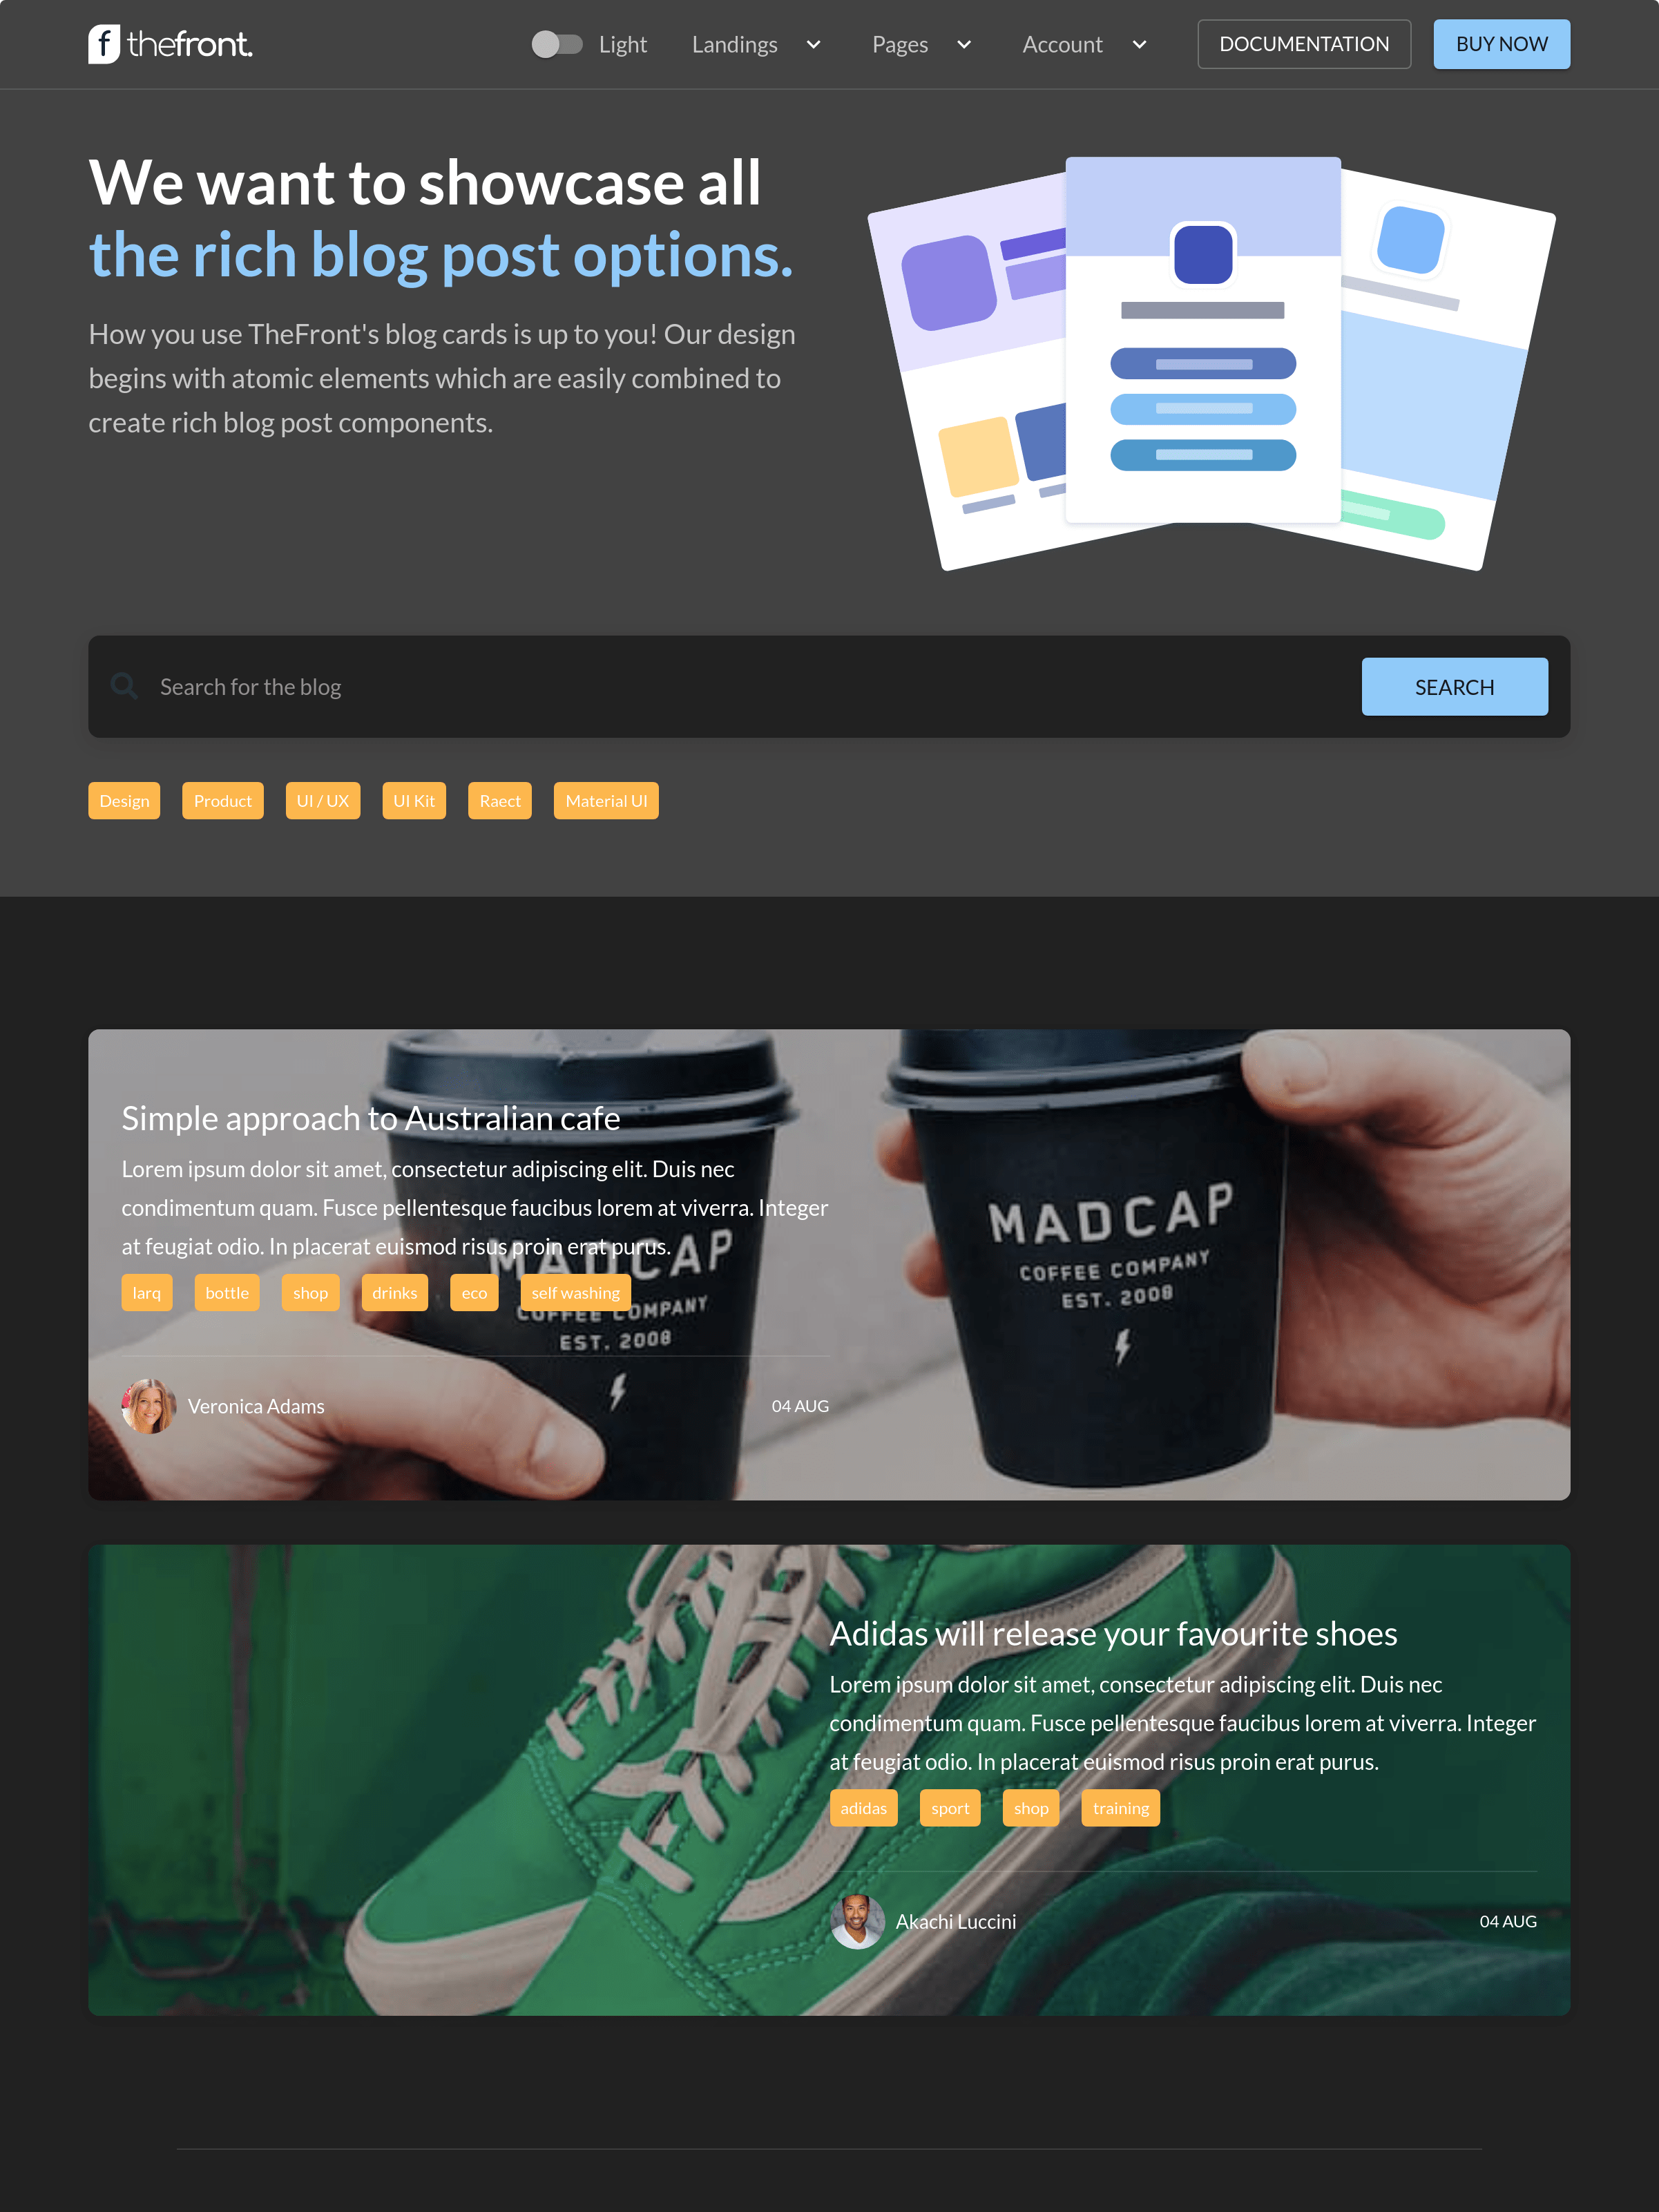 f thefront.
Light
Landings
Pages
Account
DOCUMENTATION
BUY NOW
We want to showcase all
the rich blog post options.
How you use TheFront's blog cards is up to you! Our design
begins with atomic elements which are easily combined to
create rich blog post components.
Search for the blog
SEARCH
Design
Product
UI / UX
UI Kit
Raect
Material UI
Simple approach to Australian cafe
Lorem ipsum dolor sit amet, consectetur adipiscing elit. Duis nec
condimentum quam. Fusce pellentesque faucibus lorem at viverra. Integer
at feugiat odio. In placerat euismod risus proin erat purus.
larq
bottle
shop
drinks
eco
self washing
Veronica Adams
04 AUG
MADCAP
COFFEE COMPANY
EST. 2008
MADCAP
COFFEE COMPANY
EST. 2008
Adidas will release your favourite shoes
Lorem ipsum dolor sit amet, consectetur adipiscing elit. Duis nec
condimentum quam. Fusce pellentesque faucibus lorem at viverra. Integer
at feugiat odio. In placerat euismod risus proin erat purus.
adidas
sport
shop
training
Akachi Luccini
04 AUG